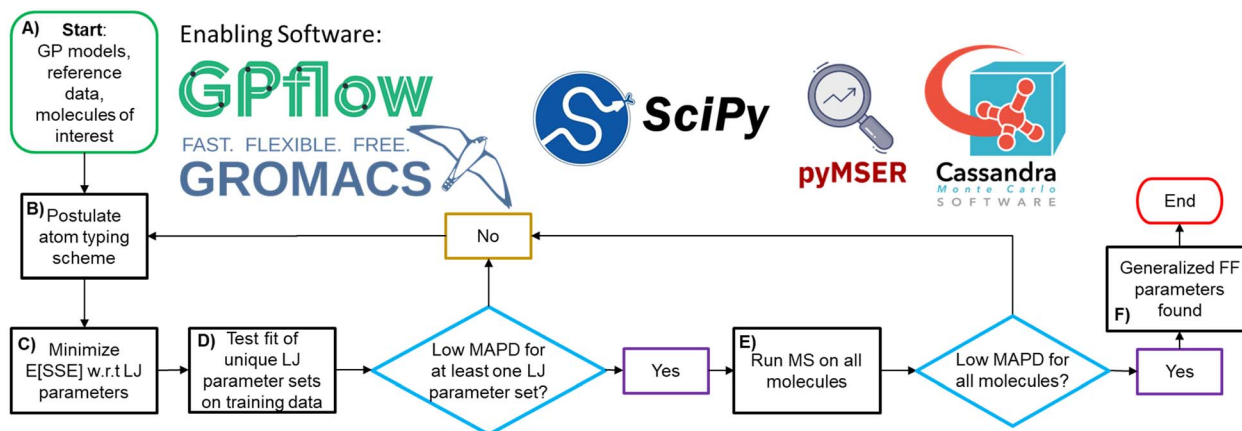 A) Start:
GP models,
reference
data,
molecules of
interest
Enabling Software:
GPflow
FAST. FLEXIBLE. FREE.
GROMACS
SciPy
pyMSER
Cassandra
Monte Carlo
SOFTWARE
B) Postulate
atom typing
scheme
No
End
Generalized FF
parameters
found
F)
C) Minimize
E[SSE] w.r.t LJ
parameters
D) Test fit of
unique LJ
parameter sets
on training data
Low MAPD for
at least one LJ
parameter set?
Yes
E)
Run MS on all
molecules
Low MAPD for
all molecules?
Yes